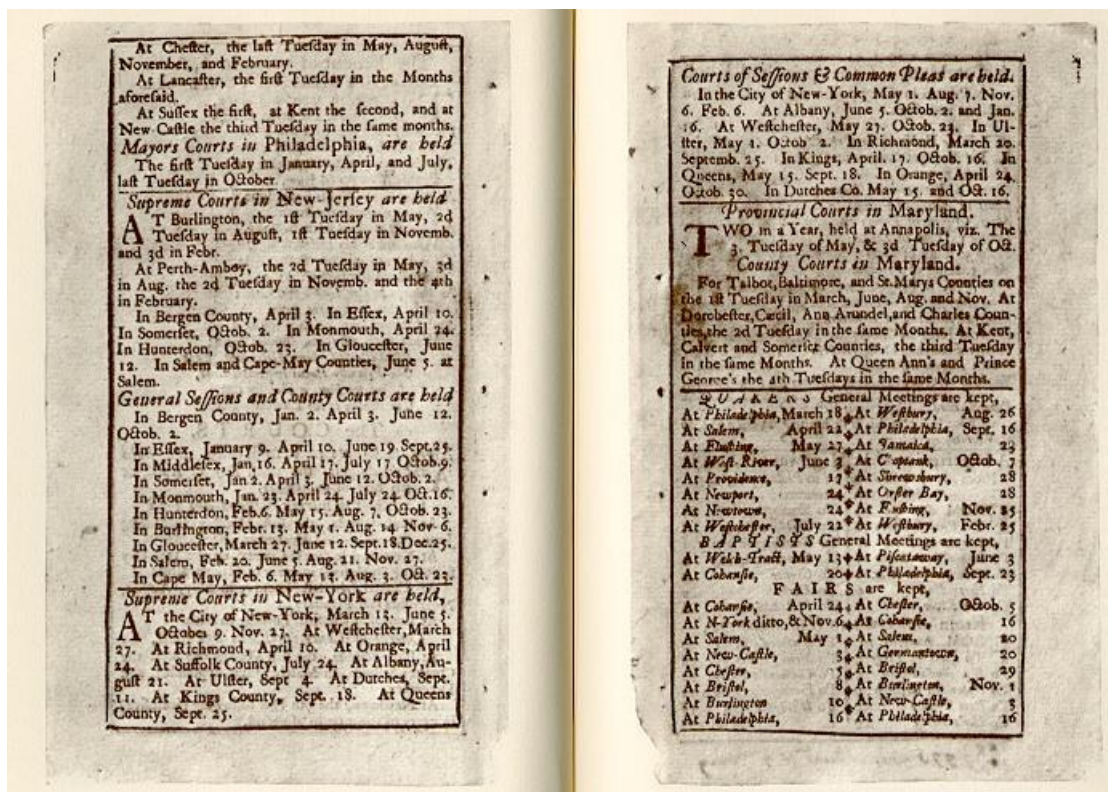 At Cheſter, the laſt Tueſday in May, Auguſt,
November, and February.
At Lancaſter, the firſt Tueſday in the Months
aforeſaid.
At Suſſex the firſt, at Kent the ſecond, and at
New-Caſtle the third Tueſday in the ſame months.
Mayors Courts in Philadelphia, are held
The firſt Tueſday in January, April, and July,
laſt Tueſday in October.
Supreme Courts in New-Jerſey are held
AT Burlington, the 1ſt Tueſday in May, 2d
Tueſday in Auguſt, 1ſt Tueſday in Novemb.
and 3d in Febr.
At Perth-Amboy, the 2d Tueſday in May, 3d
in Aug. the 2d Tueſday in Novemb. and the 4th
in February.
In Bergen County, April 3. In Eſſex, April 10.
In Somerſet, Octob. 2. In Monmouth, April 24.
In Hunterdon, Octob. 23. In Glouceſter, June
12. In Salem and Cape-May Counties, June 5. at
Salem.
General Seſſions and County Courts are held
In Bergen County, Jan. 2. April 3. June 12.
Octob. 2.
In Eſſex, January 9. April 10. June 19. Sept. 25.
In Middleſex, Jan. 16. April 17. July 17 Octob. 9.
In Somerſet, Jan 2. April 3. June 12. Octob. 2.
In Monmouth, Jan. 23. April 24. July 24. Oct. 16.
In Hunterdon, Feb. 6. May 15. Aug. 7. Octob. 23.
In Burlington, Febr. 13. May 1. Aug. 14. Nov. 6.
In Glouceſter, March 27. June 12. Sept. 18. Dec. 25.
In Salem, Feb. 20. June 5. Aug. 21. Nov. 27.
In Cape May, Feb. 6. May 13. Aug. 3. Oct. 23.
Supreme Courts in New-York are held,
AT the City of New-York, March 13. June 5.
Octobes 9. Nov. 27. At Weſtcheſter, March
27. At Richmond, April 10. At Orange, April
24. At Suffolk County, July 24. At Albany, Au-
guſt 21. At Ulſter, Sept 4. At Dutches, Sept.
11. At Kings County, Sept. 18. At Queens
County, Sept. 25.
Courts of Seſſions & Common Pleas are held.
In the City of New-York, May 1. Aug. 7. Nov.
6. Feb. 6. At Albany, June 5. Octob. 2. and Jan.
16. At Weſtcheſter, May 27. Octob. 23. In Ul-
ſter, May 1. Octob 2. In Richmond, March 20.
Septemb. 25. In Kings, April. 17. Octob. 16. In
Queens, May 15. Sept. 18. In Orange, April 24.
Octob. 30. In Dutches Co. May 15. and Oct. 16.
Provincial Courts in Maryland.
TWO in a Year, held at Annapolis, viz. The
3. Tueſday of May, & 3d Tueſday of Oct.
County Courts in Maryland.
For Talbot, Baltimore, and St. Marys Counties on
the 1ſt Tueſday in March, June, Aug. and Nov. At
Dorcheſter, Cæcil, Ann Arundel, and Charles Coun-
ties, the 2d Tueſday in the ſame Months. At Kent,
Calvert and Somerſet Counties, the third Tueſday
in the ſame Months. At Queen Ann's and Prince
George's the 4th Tueſdays in the ſame Months.
QUAKERS General Meetings are kept,
At Philadelphia, March 18 At Weſtbury, Aug. 26
At Salem, April 22 At Philadelphia, Sept. 16
At Fluſhing, May 27 At Jamaica, 23
At Weſt-River, June 3 At Coptank, Octob. 7
At Providence, 17 At Shrewsbury, 28
At Newport, 24 At Oyſter Bay, 28
At Newtown, 24 At Fluſhing, Nov. 25
At Weſtcheſter, July 22 At Weſtbury, Febr. 25
BAPTISTS General Meetings are kept,
At Welch-Tract, May 13 At Piſcataway, June 3
At Cohanſie, 20 At Philadelphia, Sept. 23
FAIRS are kept,
At Cohanſie, April 24 At Cheſter, Octob. 5
At N-York ditto, & Nov. 6 At Cohanſie, 16
At Salem, May 1 At Salem, 20
At New-Caſtle, 3 At Germantown, 20
At Cheſter, 5 At Briſtol, 29
At Briſtol, 8 At Burlington, Nov. 1
At Burlington 10 At New-Caſtle, 3
At Philadelphia, 16 At Philadelphia, 16